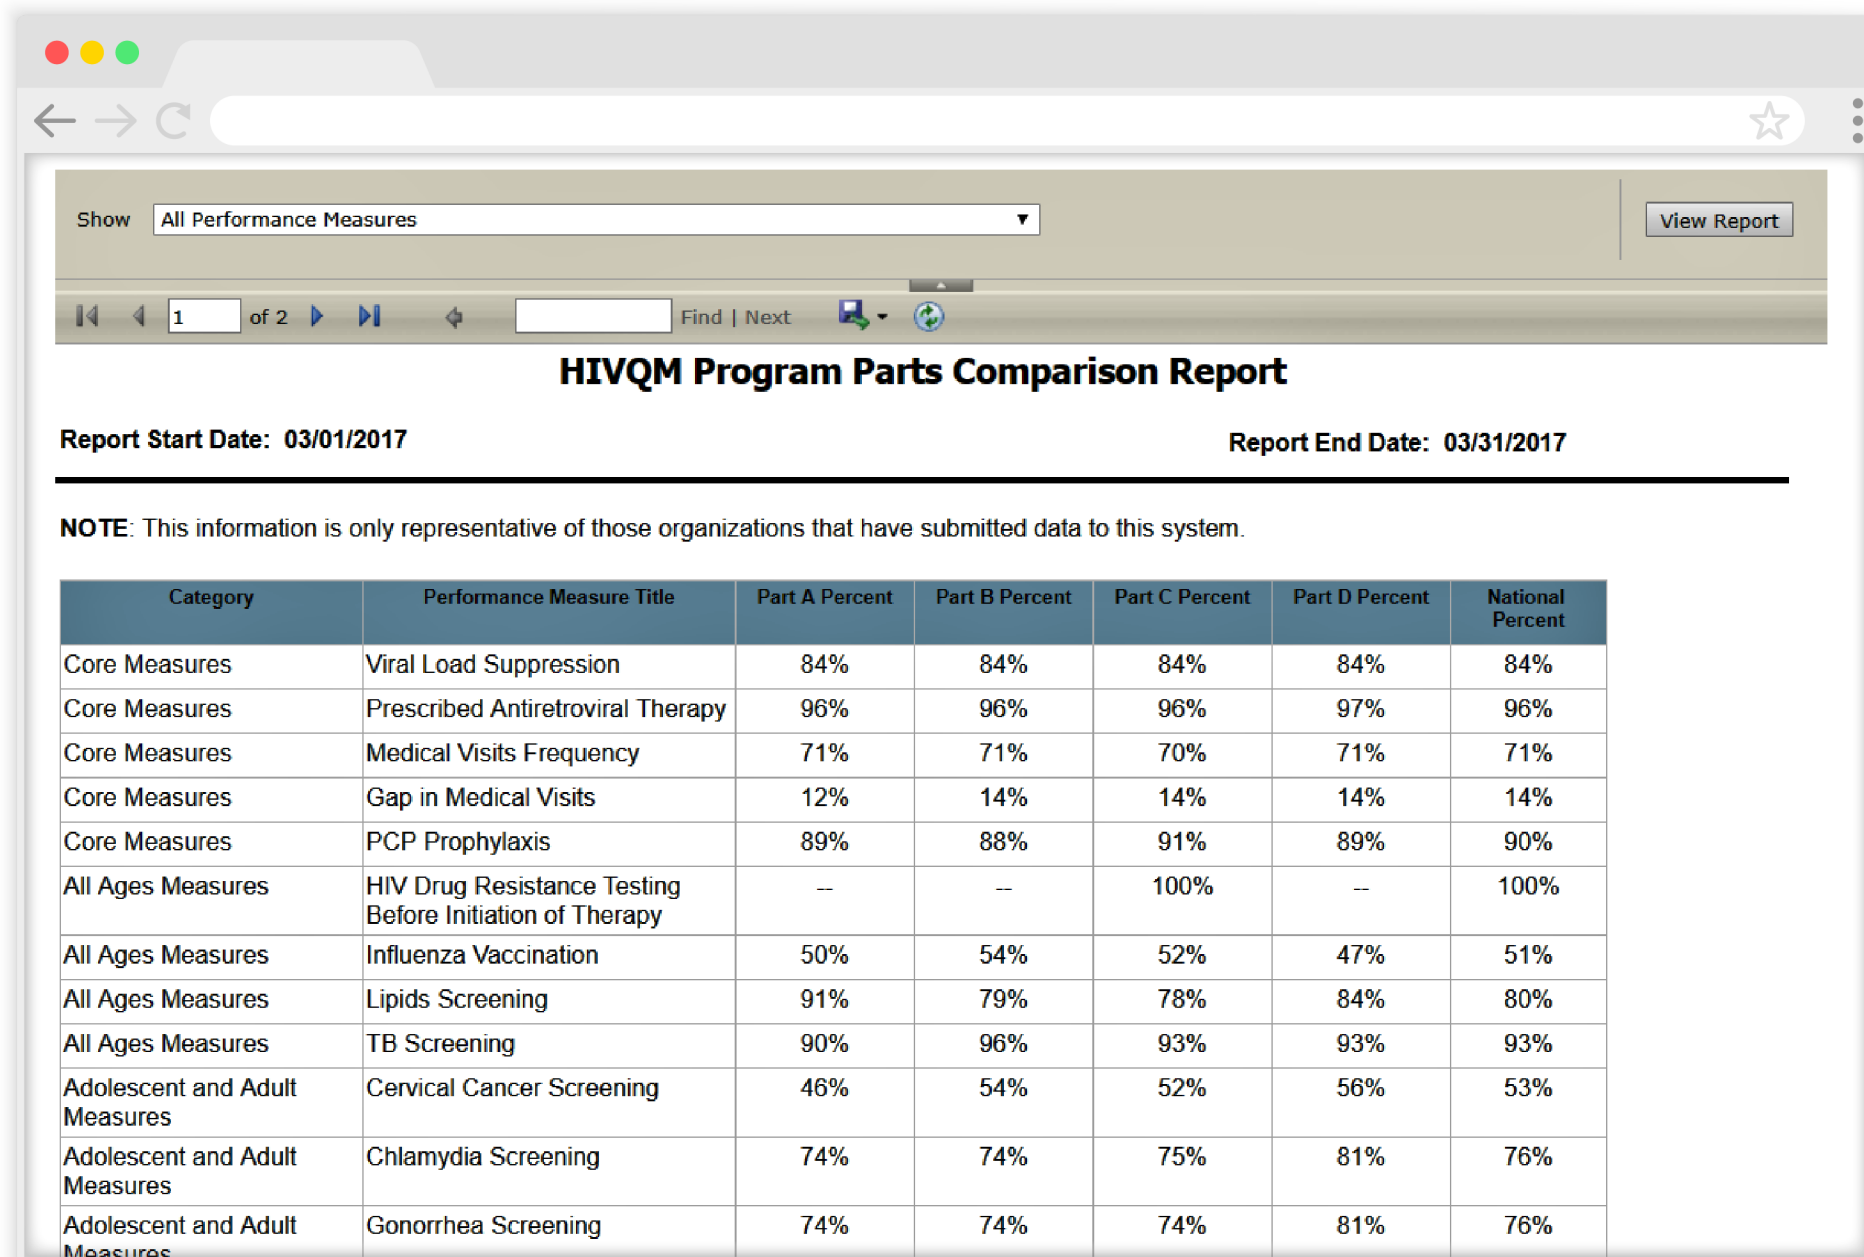 Show All Performance Measures ▼ View Report
1 of 2 Find | Next
HIVQM Program Parts Comparison Report
Report Start Date: 03/01/2017 Report End Date: 03/31/2017
NOTE: This information is only representative of those organizations that have submitted data to this system.
Category Performance Measure Title Part A Percent Part B Percent Part C Percent Part D Percent National
Percent
Core Measures Viral Load Suppression 84% 84% 84% 84% 84%
Core Measures Prescribed Antiretroviral Therapy 96% 96% 96% 97% 96%
Core Measures Medical Visits Frequency 71% 71% 70% 71% 71%
Core Measures Gap in Medical Visits 12% 14% 14% 14% 14%
Core Measures PCP Prophylaxis 89% 88% 91% 89% 90%
All Ages Measures HIV Drug Resistance Testing -- -- 100% -- 100%
Before Initiation of Therapy
All Ages Measures Influenza Vaccination 50% 54% 52% 47% 51%
All Ages Measures Lipids Screening 91% 79% 78% 84% 80%
All Ages Measures TB Screening 90% 96% 93% 93% 93%
Adolescent and Adult Cervical Cancer Screening 46% 54% 52% 56% 53%
Measures
Adolescent and Adult Chlamydia Screening 74% 74% 75% 81% 76%
Measures
Adolescent and Adult Gonorrhea Screening 74% 74% 74% 81% 76%
Measures